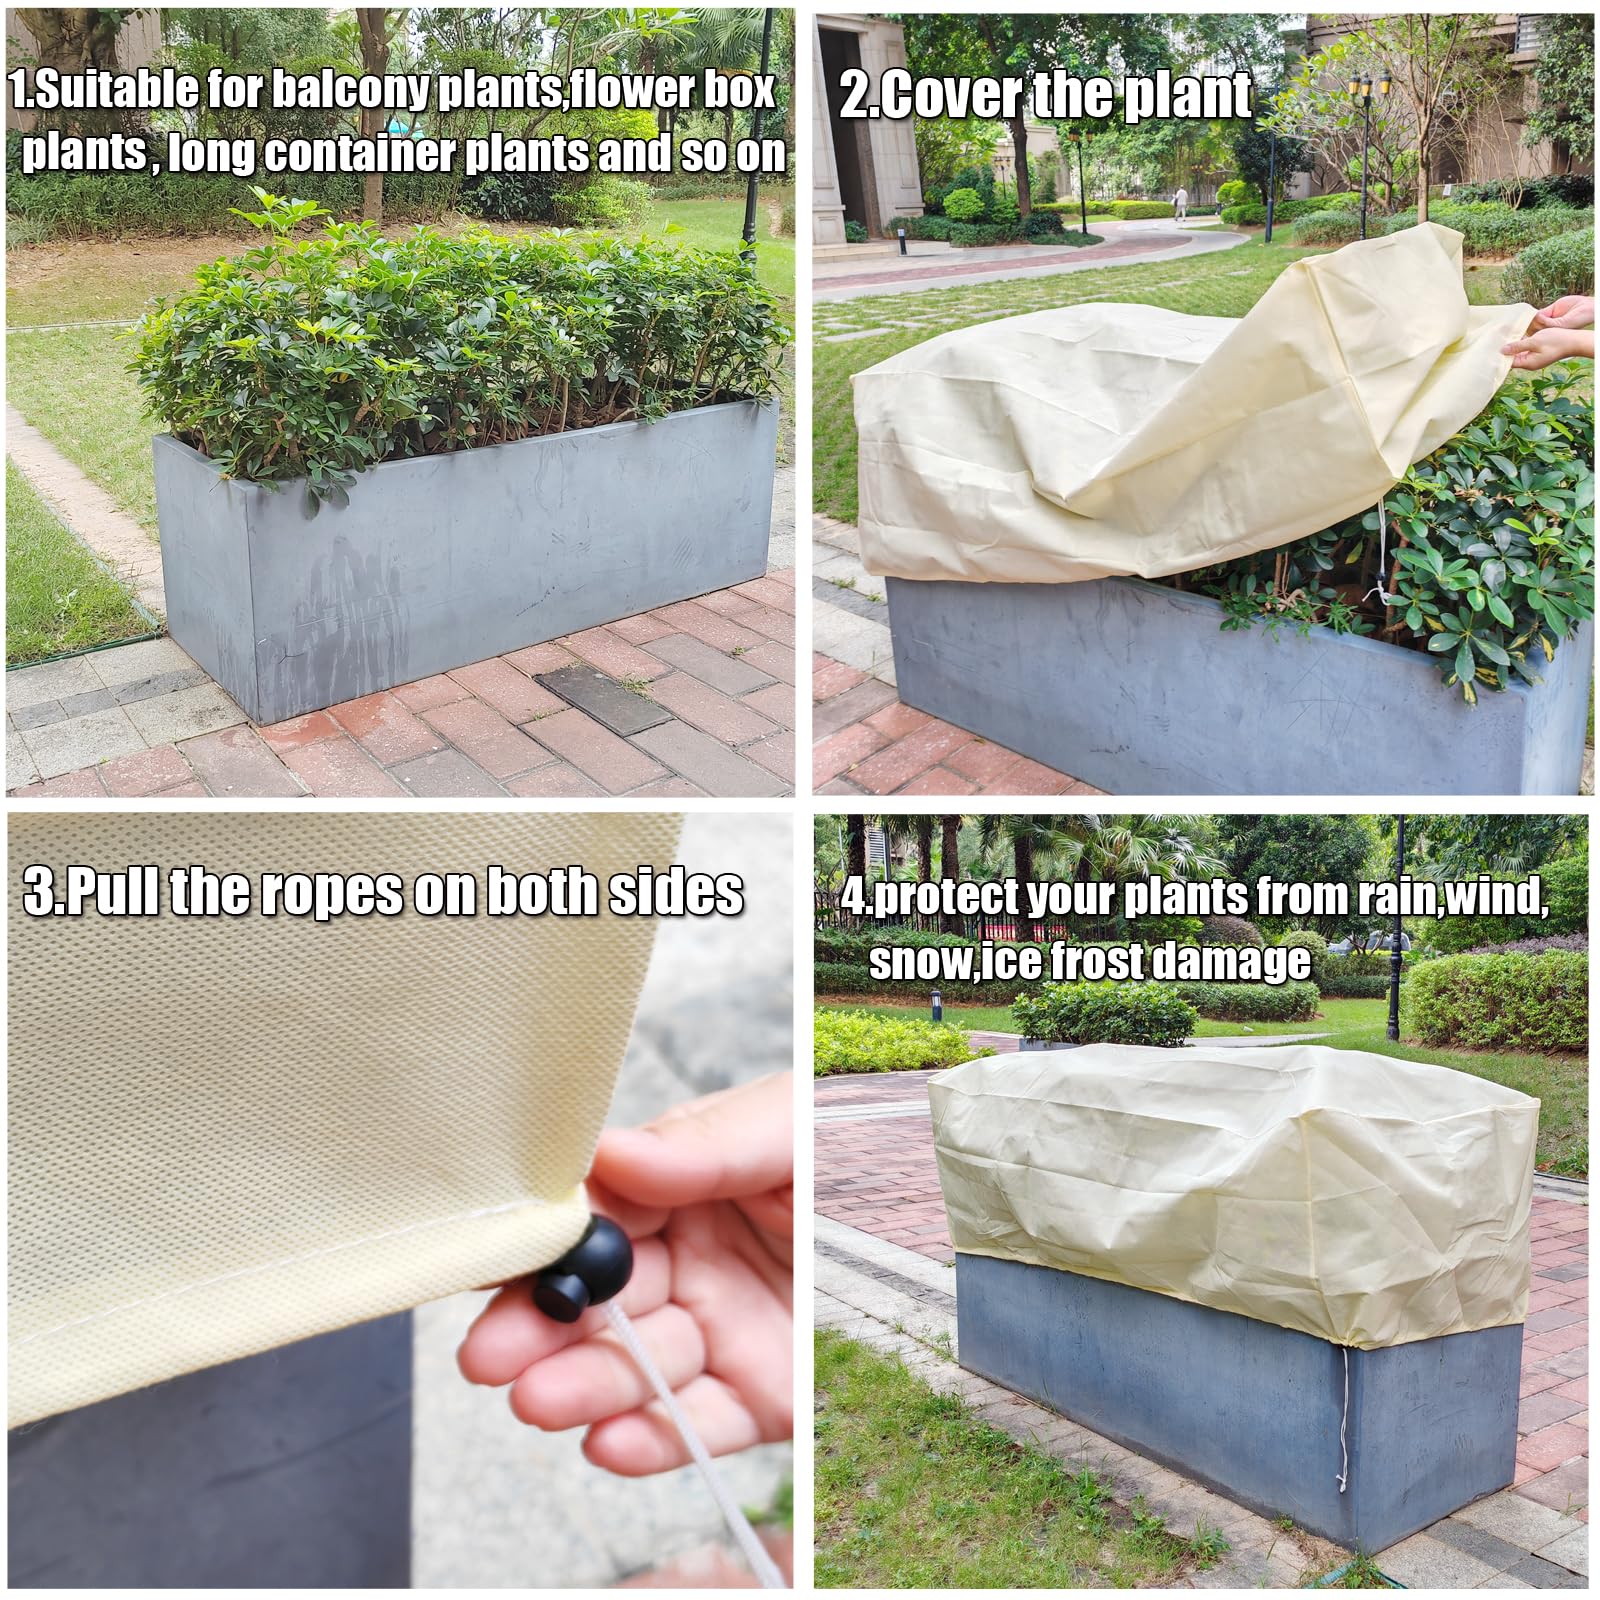 1.Suitable for balcony plants,flower box
plants, long container plants and so on
2.Cover the plant
3.Pull the ropes on both sides
4.protect your plants from rain,wind,
snow,ice frost damage